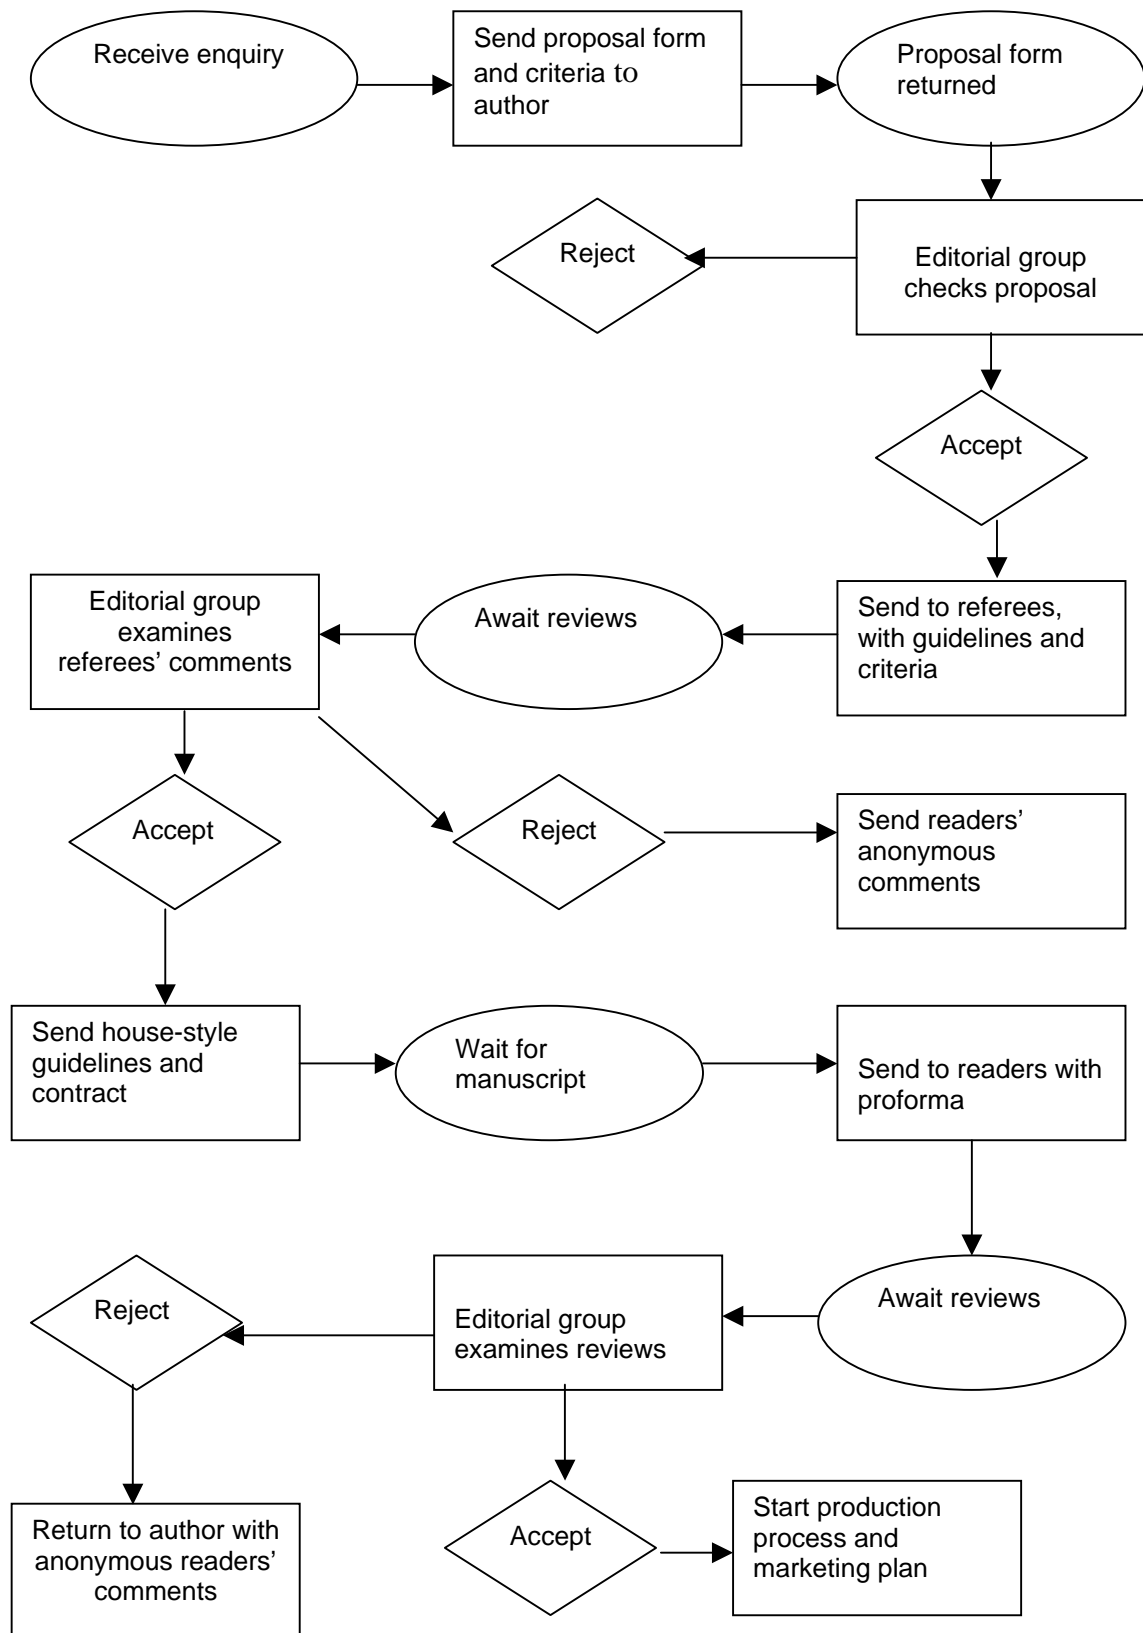 Receive enquiry
Send proposal form
and criteria to
author
Proposal form
returned
Reject
Editorial group
checks proposal
Accept
Editorial group
examines
referees’ comments
Await reviews
Send to referees,
with guidelines and
criteria
Accept
Reject
Send readers’
anonymous
comments
Send house-style
guidelines and
contract
Wait for
manuscript
Send to readers with
proforma
Reject
Editorial group
examines reviews
Await reviews
Return to author with
anonymous readers’
comments
Accept
Start production
process and
marketing plan